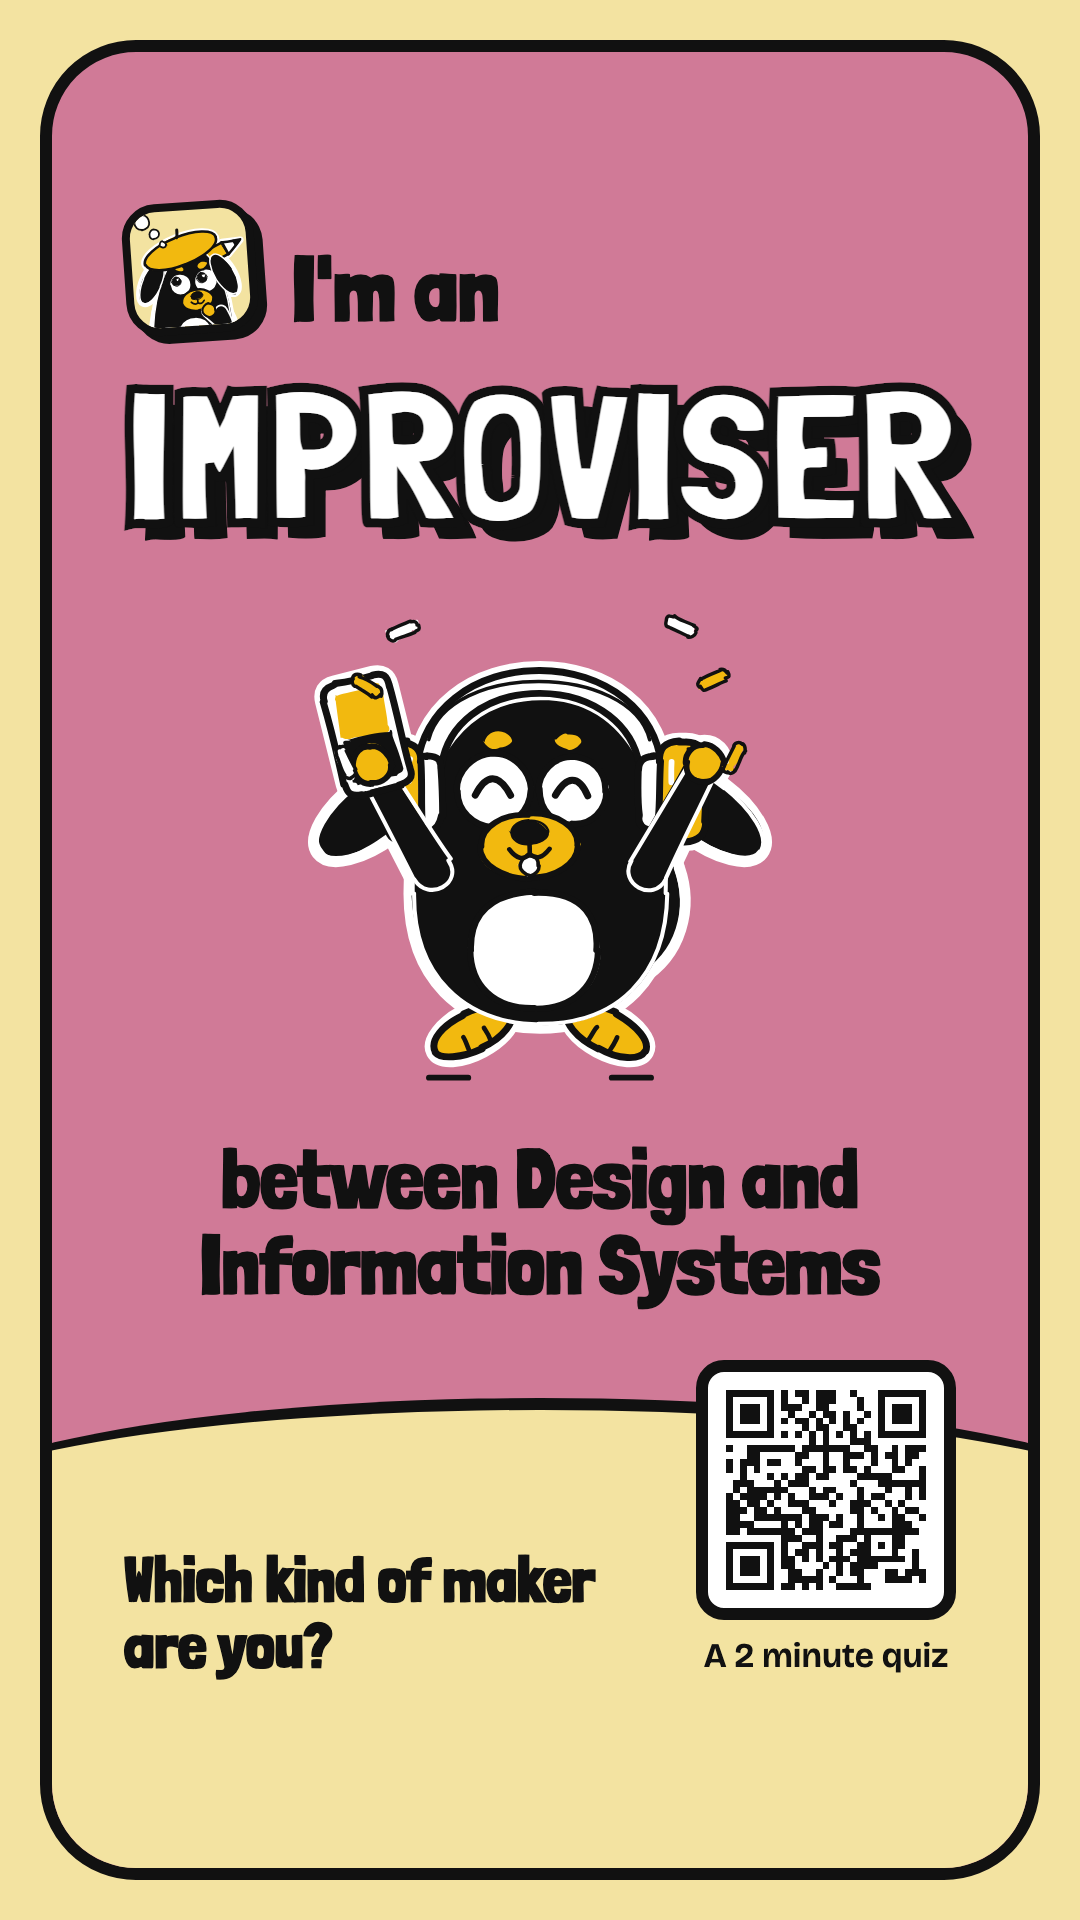 I'm an
IMPROVISER
between Design and
Information Systems
Which kind of maker
are you?
A 2 minute quiz